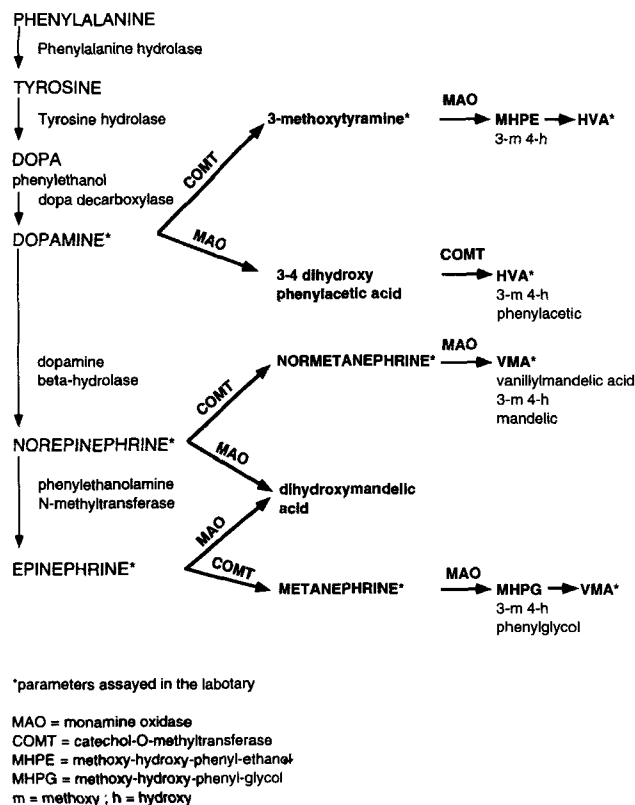 PHENYLALANINE
Phenylalanine hydrolase
TYROSINE
Tyrosine hydrolase
DOPA
phenylethanol
dopa decarboxylase
DOPAMINE*
COMT
3-methoxytyramine*
MAO
MHPE
3-m 4-h
HVA*
MAO
3-4 dihydroxy
phenylacetic acid
COMT
HVA*
3-m 4-h
phenylacetic
dopamine
beta-hydrolase
NOREPINEPHRINE*
COMT
NORMETANEPHRINE*
MAO
VMA*
vanillylmandelic acid
3-m 4-h
mandelic
MAO
dihydroxymandelic
acid
phenylethanolamine
N-methyltransferase
EPINEPHRINE*
MAO
COMT
METANEPHRINE*
MAO
MHPG
3-m 4-h
phenylglycol
VMA*
*parameters assayed in the labotary
MAO = monamine oxidase
COMT = catechol-O-methyltransferase
MHPE = methoxy-hydroxy-phenyl-ethanol
MHPG = methoxy-hydroxy-phenyl-glycol
m = methoxy ; h = hydroxy